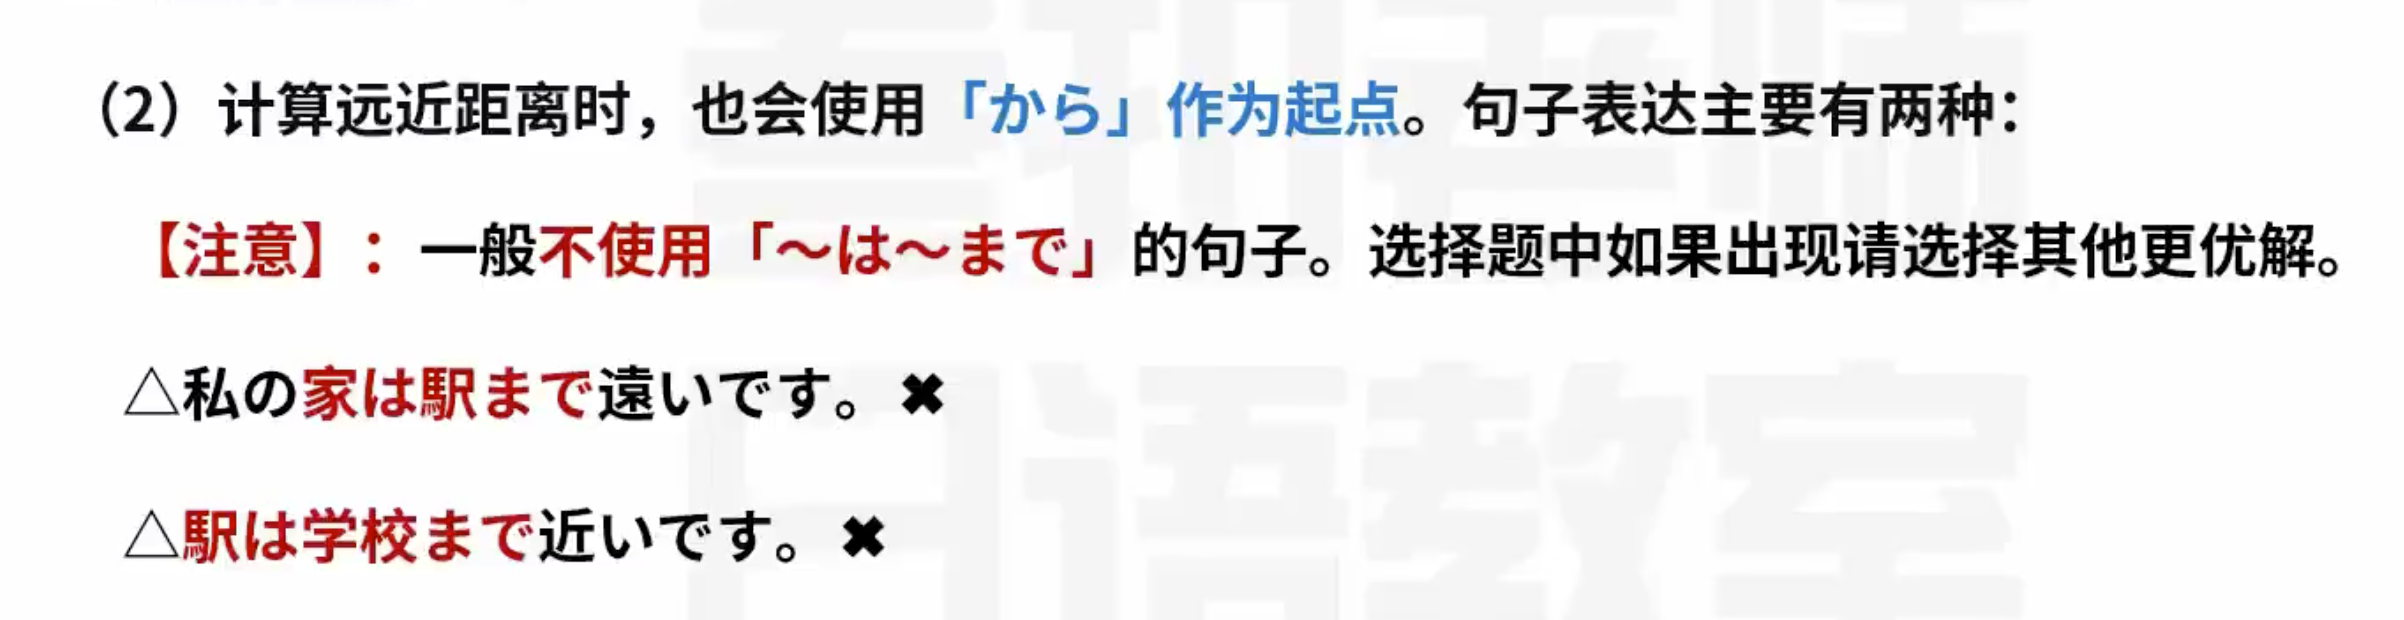 （2）计算远近距离时，也会使用「から」作为起点。句子表达主要有两种：
【注意】：一般不使用「～は～まで」的句子。选择题中如果出现请选择其他更优解。
△私の家は駅まで遠いです。✖
△駅は学校まで近いです。✖
日语教室